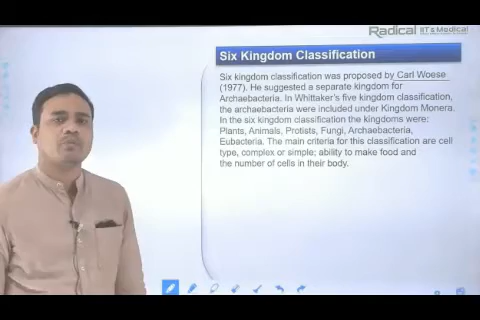 Radical IIT's Medical
Six Kingdom Classification
Six kingdom classification was proposed by Carl Woese
(1977). He suggested a separate kingdom for
Archaebacteria. In Whittaker's five kingdom classification,
the archaebacteria were included under Kingdom Monera.
In the six kingdom classification the kingdoms were:
Plants, Animals, Protists, Fungi, Archaebacteria,
Eubacteria. The main criteria for this classification are cell
type, complex or simple; ability to make food and
the number of cells in their body.